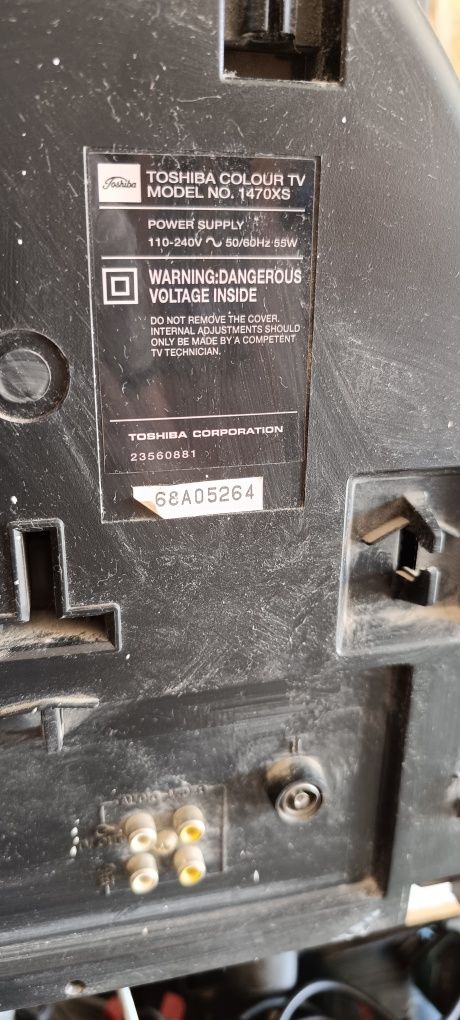 Toshiba
TOSHIBA COLOUR TV
MODEL NO. 1470XS
POWER SUPPLY
110-240V ∿ 50/60Hz 55W
WARNING:DANGEROUS
VOLTAGE INSIDE
DO NOT REMOVE THE COVER.
INTERNAL ADJUSTMENTS SHOULD
ONLY BE MADE BY A COMPETENT
TV TECHNICIAN.
TOSHIBA CORPORATION
23560881
68A05264